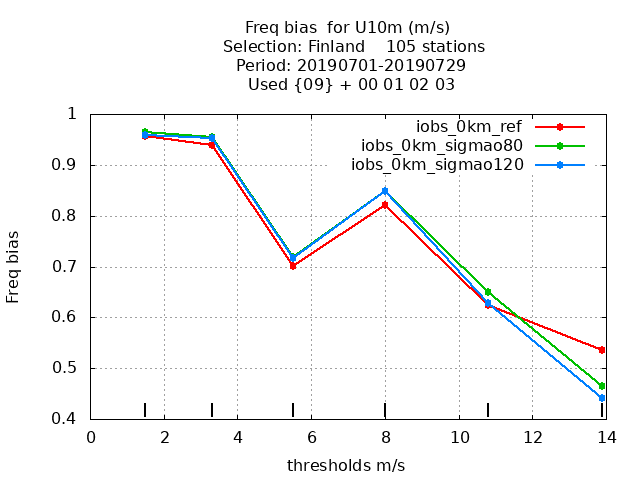 Freq bias  for U10m (m/s)
Selection: Finland    105 stations
Period: 20190701-20190729
Used {09} + 00 01 02 03
iobs_0km_ref
iobs_0km_sigmao80
iobs_0km_sigmao120
Freq bias
1
0.9
0.8
0.7
0.6
0.5
0.4
0 2 4 6 8 10 12 14
thresholds m/s